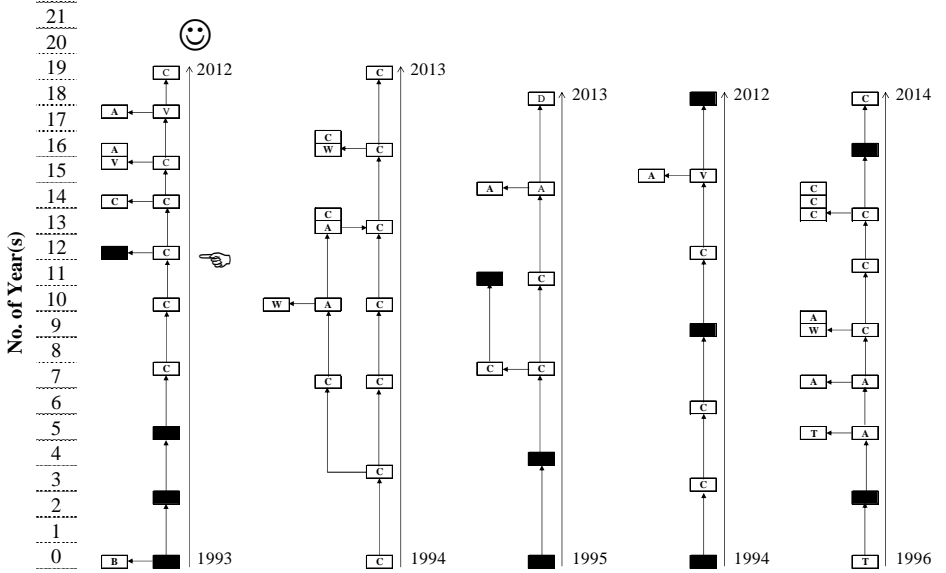 21
20
19 C 2012 C 2013
18 D 2013 2012 C 2014
17 A V
16 A C
V C W C
15 A A A V
14 C C C
C
13 C C C
A C
12 C C
11 C C
10 C W A C
9 A
W C
8 C C C
7 C C A A
6 C
5 T A
4 C
3 C
2
1
0 B 1993 C 1994 1995 1994 T 1996
No. of Year(s)